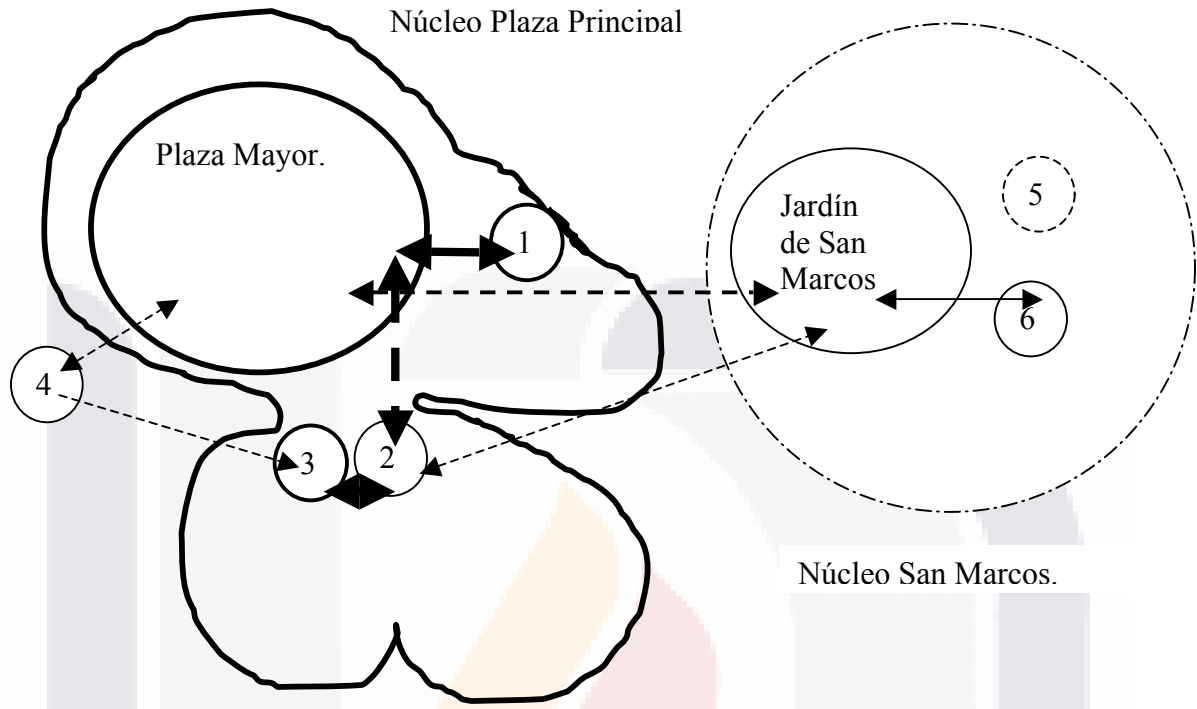 Núcleo Plaza Principal
Plaza Mayor.
1
Jardín
de San
Marcos
5
6
4
3
2
Núcleo San Marcos.